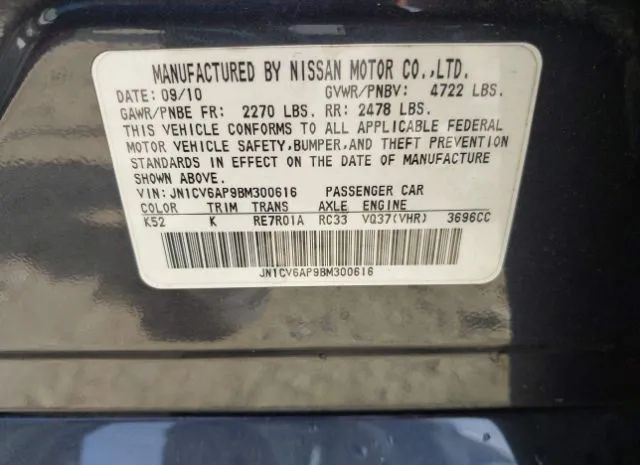 MANUFACTURED BY NISSAN MOTOR CO.,LTD.
DATE: 09/10 GVWR/PNBV: 4722 LBS.
GAWR/PNBE FR: 2270 LBS. RR: 2478 LBS.
THIS VEHICLE CONFORMS TO ALL APPLICABLE FEDERAL
MOTOR VEHICLE SAFETY,BUMPER,AND THEFT PREVENTION
STANDARDS IN EFFECT ON THE DATE OF MANUFACTURE
SHOWN ABOVE.
VIN: JN1CV6AP9BM300616 PASSENGER CAR
COLOR TRIM TRANS AXLE ENGINE
K52 K RE7R01A RC33 VQ37(VHR) 3696CC
JN1CV6AP9BM300616